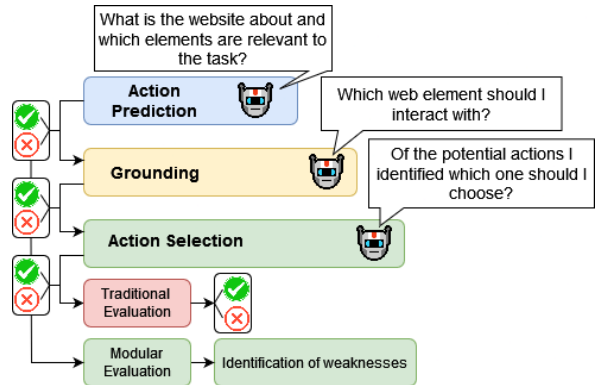 What is the website about and
which elements are relevant to
the task?
Action
Prediction
Which web element should I
interact with?
Grounding
Of the potential actions I
identified which one should I
choose?
Action Selection
Traditional
Evaluation
Modular
Evaluation
Identification of weaknesses